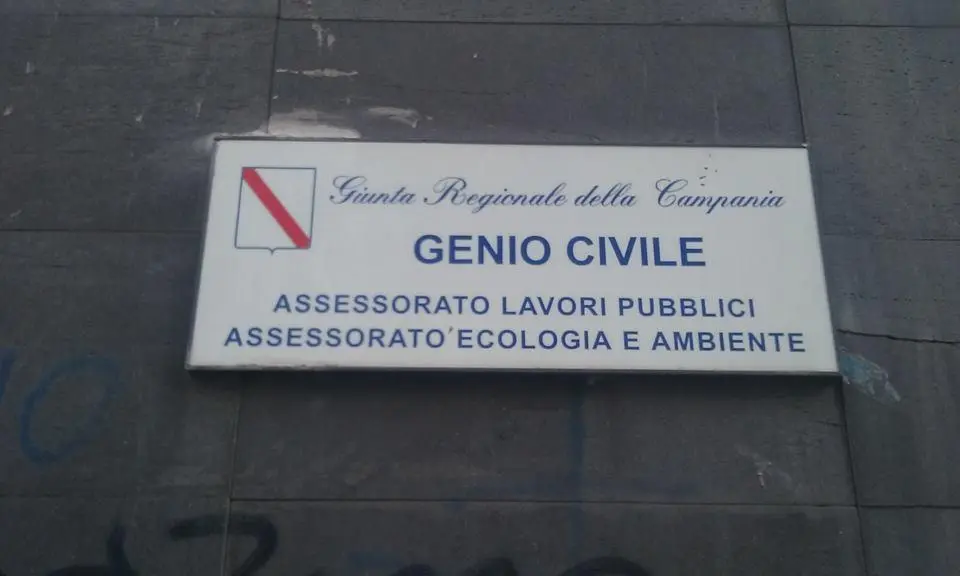 Giunta Regionale della Campania
GENIO CIVILE
ASSESSORATO LAVORI PUBBLICI
ASSESSORATO ECOLOGIA E AMBIENTE